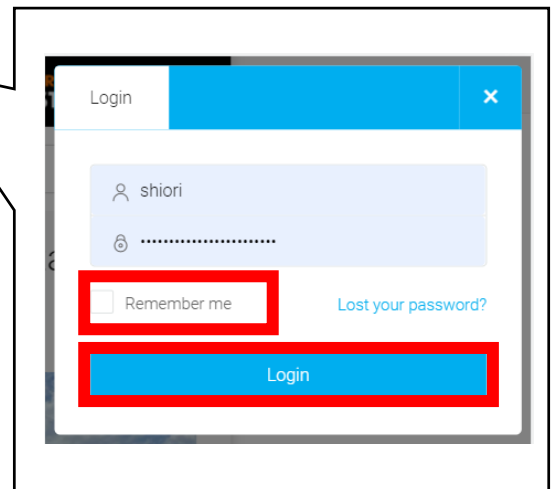 Login
shiori
........................
Remember me
Lost your password?
Login